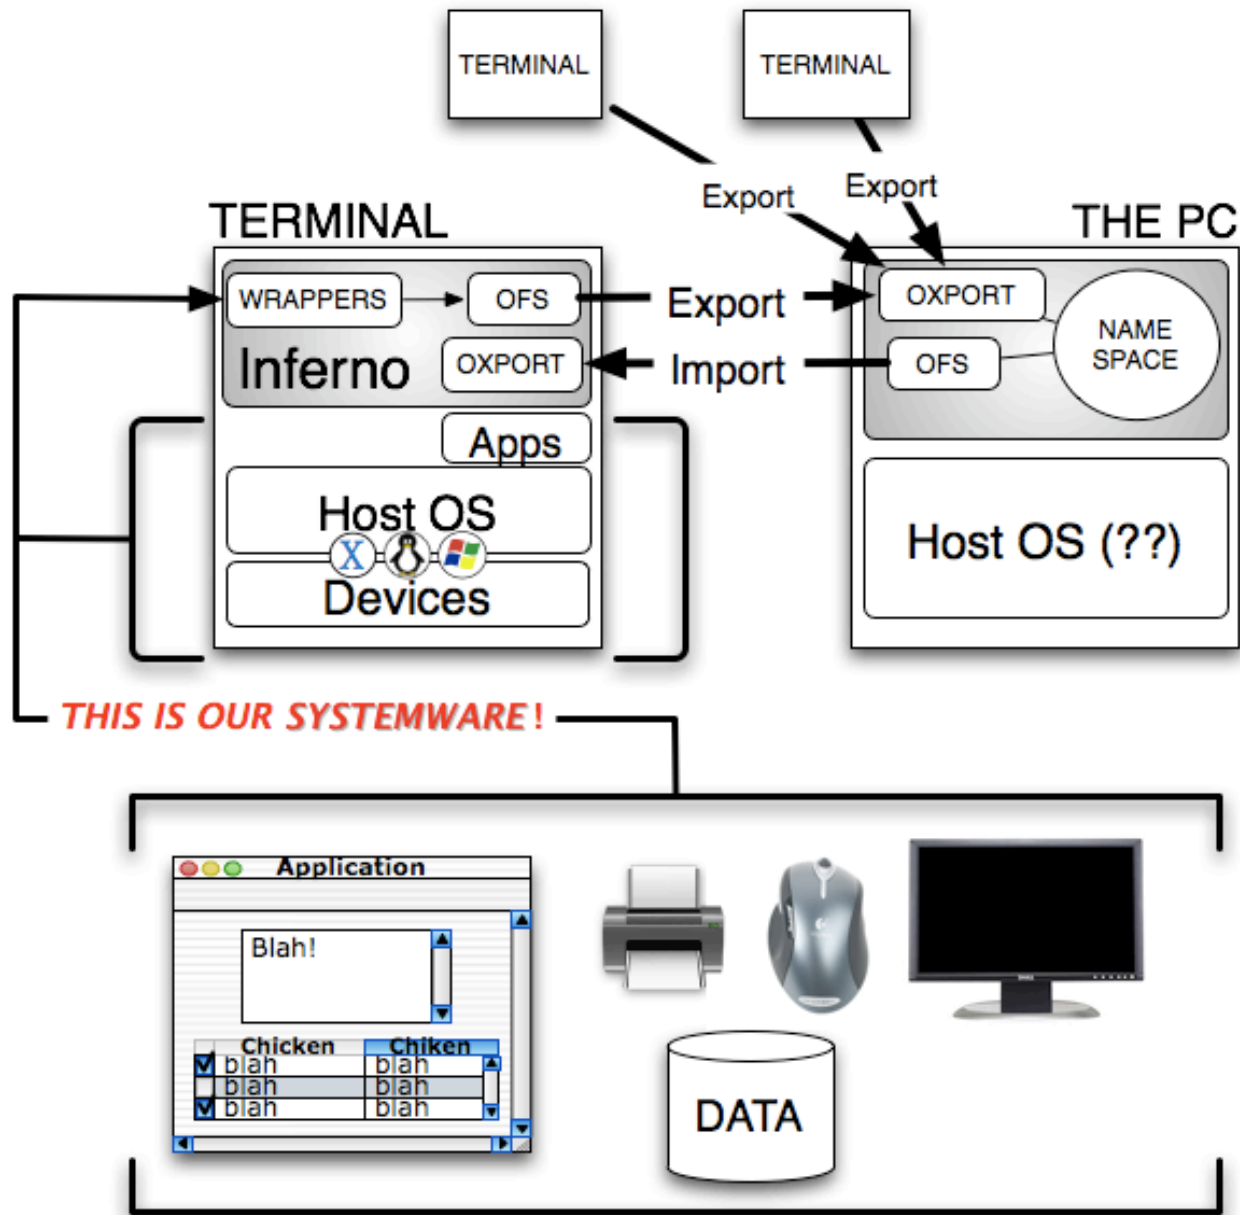 TERMINAL
TERMINAL
Export
Export
TERMINAL
THE PC
WRAPPERS
OFS
Export
OXPORT
NAME
SPACE
Inferno
OXPORT
Import
OFS
Apps
Host OS
X
Devices
Host OS (??)
THIS IS OUR SYSTEMWARE !
Application
Blah!
Chicken Chiken
blah blah
blah blah
blah blah
DATA